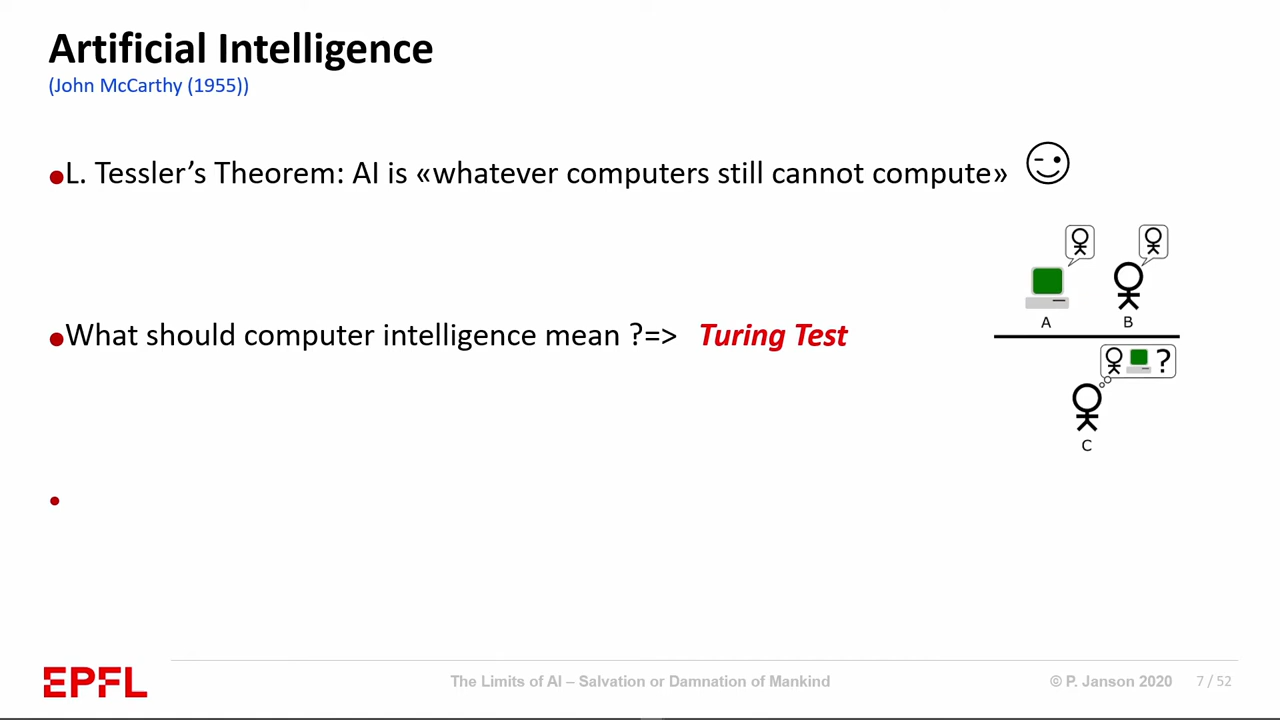 Artificial Intelligence
(John McCarthy (1955))
•L. Tessler’s Theorem: AI is «whatever computers still cannot compute»
A
B
•What should computer intelligence mean ?=> Turing Test
?
C
•
EPFL
The Limits of AI – Salvation or Damnation of Mankind
© P. Janson 2020
7 / 52